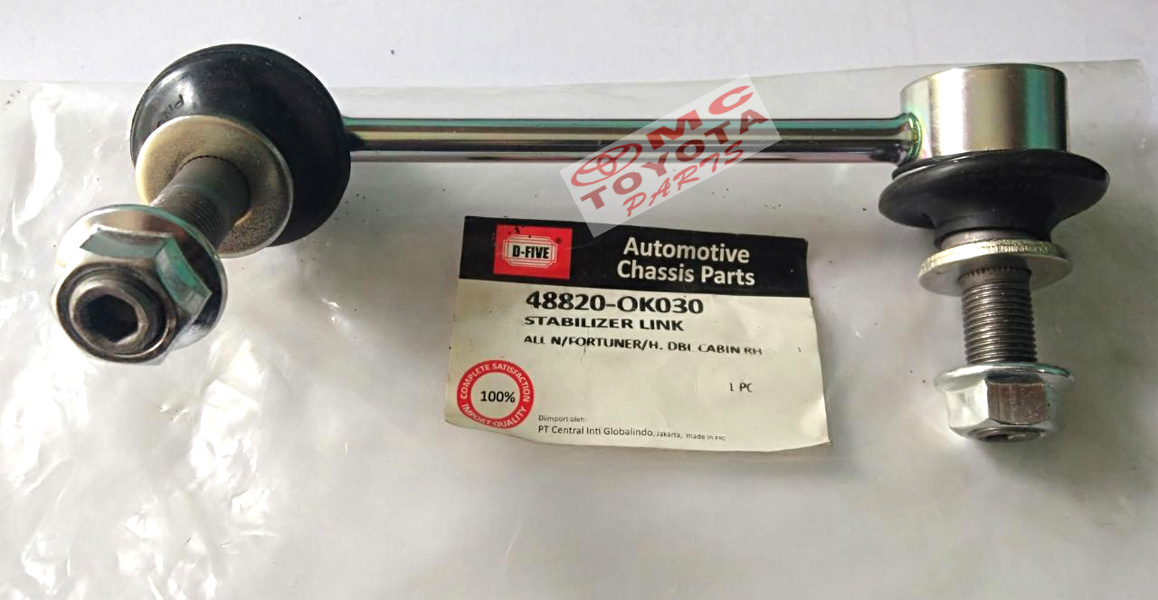 MC
TOYOTA
PARTS
D-FIVE
Automotive
Chassis Parts
48820-OK030
STABILIZER LINK
ALL N/FORTUNER/H. DBL CABIN RH
1 PC
COMPLETE SATISFACTION
100%
IMPORT QUALITY
Diimport oleh:
PT Central Inti Globalindo, Jakarta, made in PRC